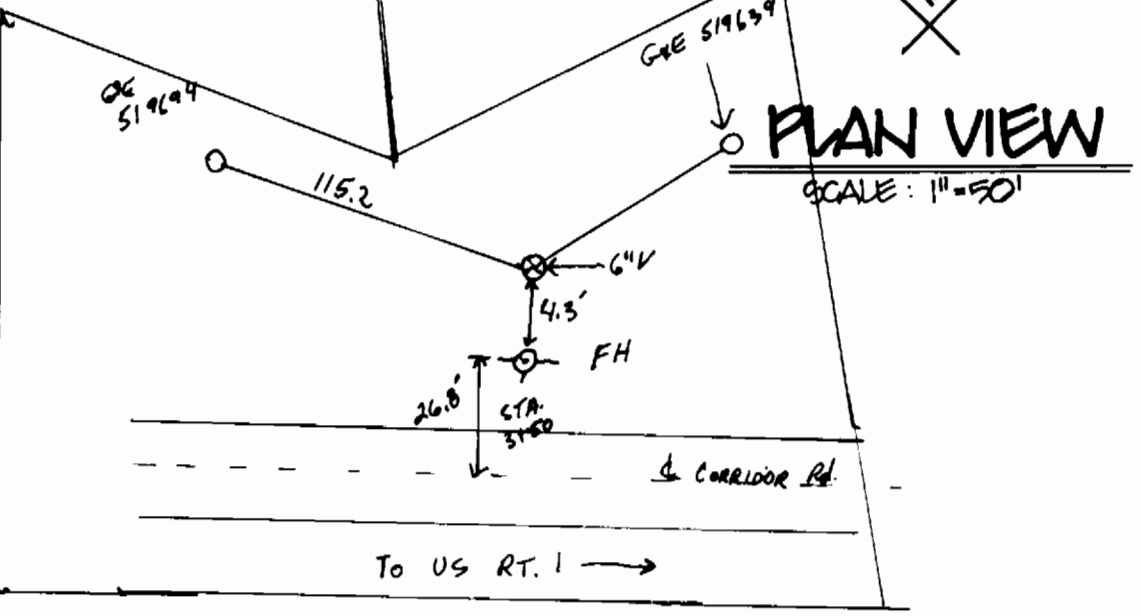 G&E 519639
G&E
519694
PLAN VIEW
SCALE: 1"=50'
115.2
6"V
4.3'
FH
26.8'
STA.
3+50
℄ CORRIDOR Rd.
To US RT. 1